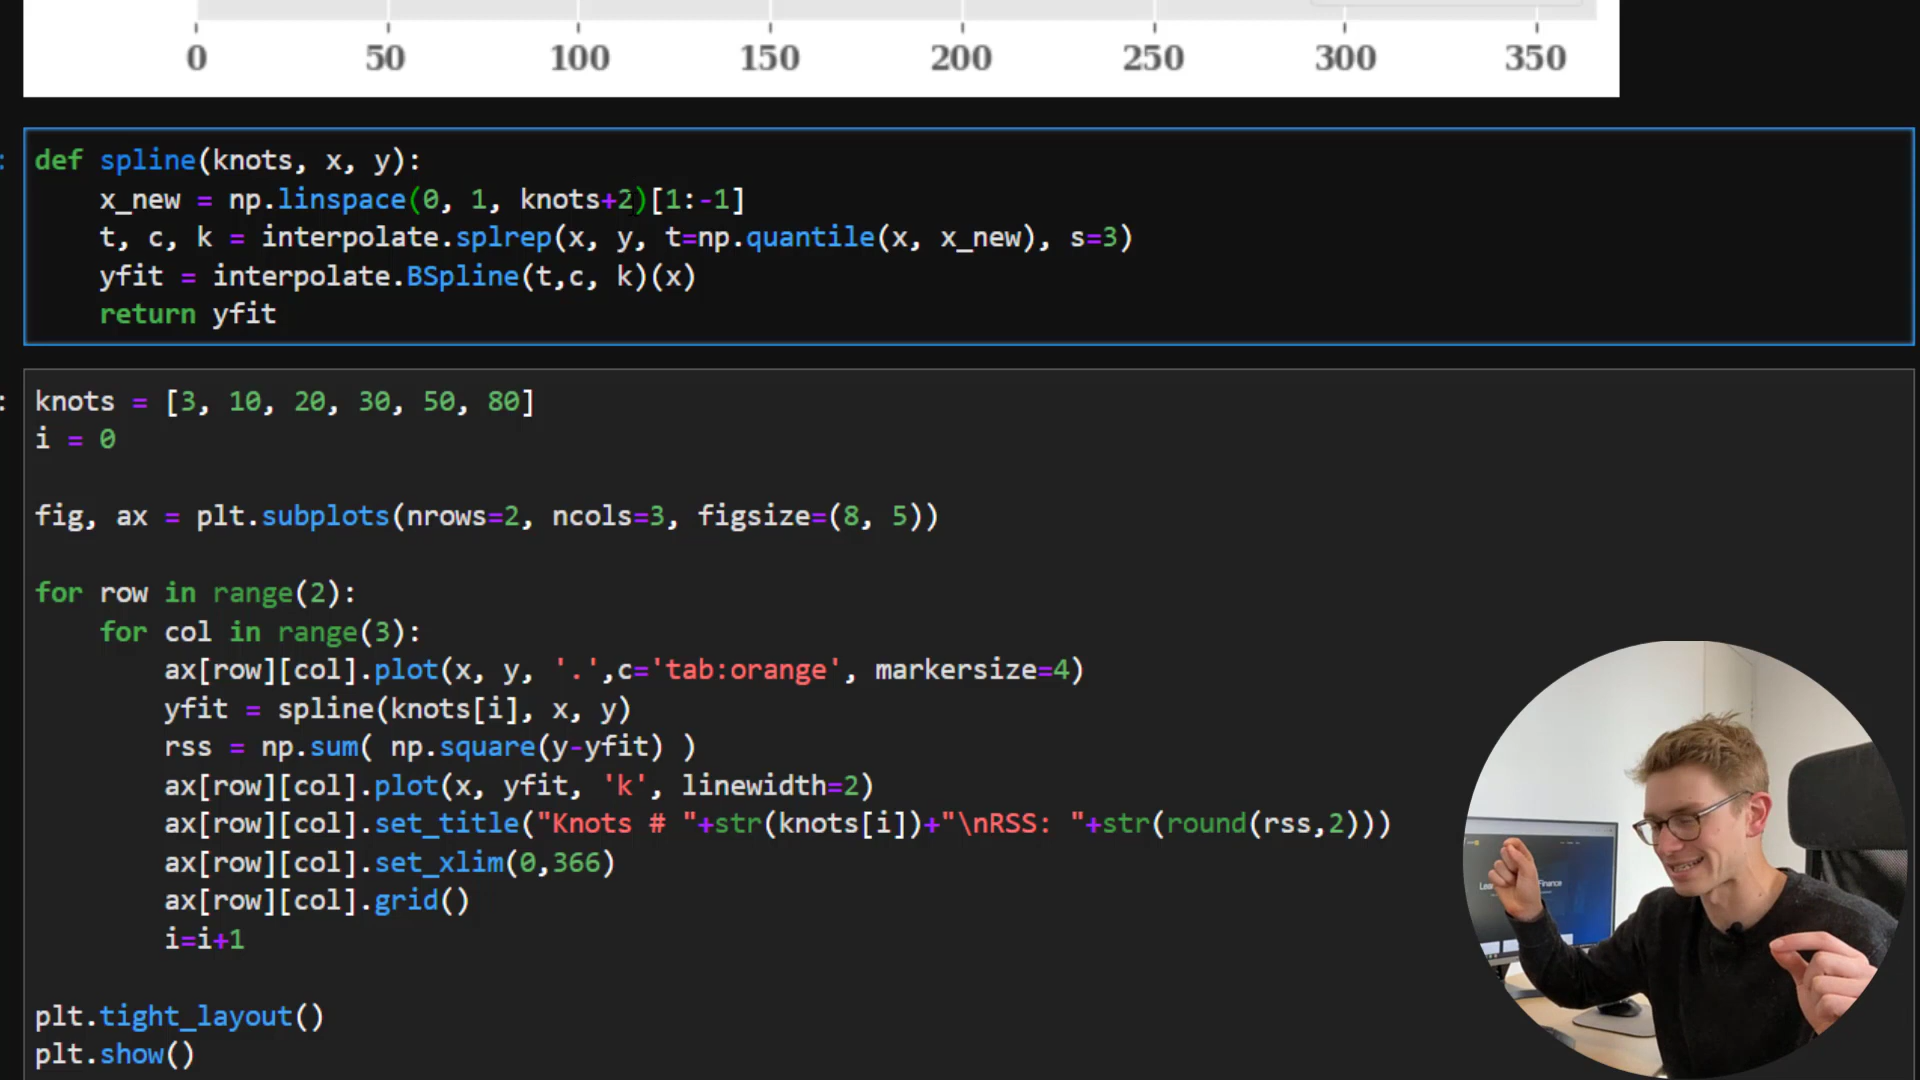 0 50 100 150 200 250 300 350
def spline(knots, x, y):
x_new = np.linspace(0, 1, knots+2)[1:-1]
t, c, k = interpolate.splrep(x, y, t=np.quantile(x, x_new), s=3)
yfit = interpolate.BSpline(t,c, k)(x)
return yfit
knots = [3, 10, 20, 30, 50, 80]
i = 0
fig, ax = plt.subplots(nrows=2, ncols=3, figsize=(8, 5))
for row in range(2):
for col in range(3):
ax[row][col].plot(x, y, '.',c='tab:orange', markersize=4)
yfit = spline(knots[i], x, y)
rss = np.sum( np.square(y-yfit) )
ax[row][col].plot(x, yfit, 'k', linewidth=2)
ax[row][col].set_title("Knots # "+str(knots[i])+"\nRSS: "+str(round(rss,2)))
ax[row][col].set_xlim(0,366)
ax[row][col].grid()
i=i+1
plt.tight_layout()
plt.show()